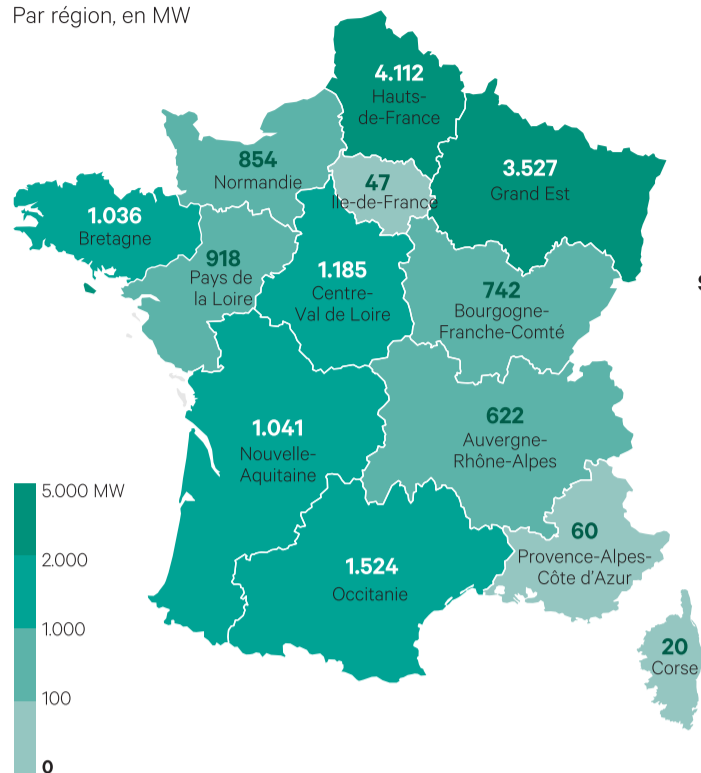 Par région, en MW
4.112
Hauts-
de-France
854
Normandie
47
Ile-de-France
3.527
Grand Est
1.036
Bretagne
918
Pays de
la Loire
1.185
Centre-
Val de Loire
742
Bourgogne-
Franche-Comté
1.041
Nouvelle-
Aquitaine
622
Auvergne-
Rhône-Alpes
1.524
Occitanie
60
Provence-Alpes-
Côte d'Azur
20
Corse
5.000 MW
2.000
1.000
100
0